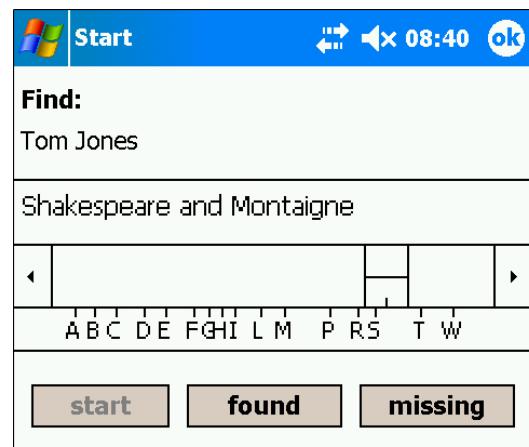 Start 08:40 ok
Find:
Tom Jones
Shakespeare and Montaigne
A B C D E F G H I L M P R S T W
start found missing